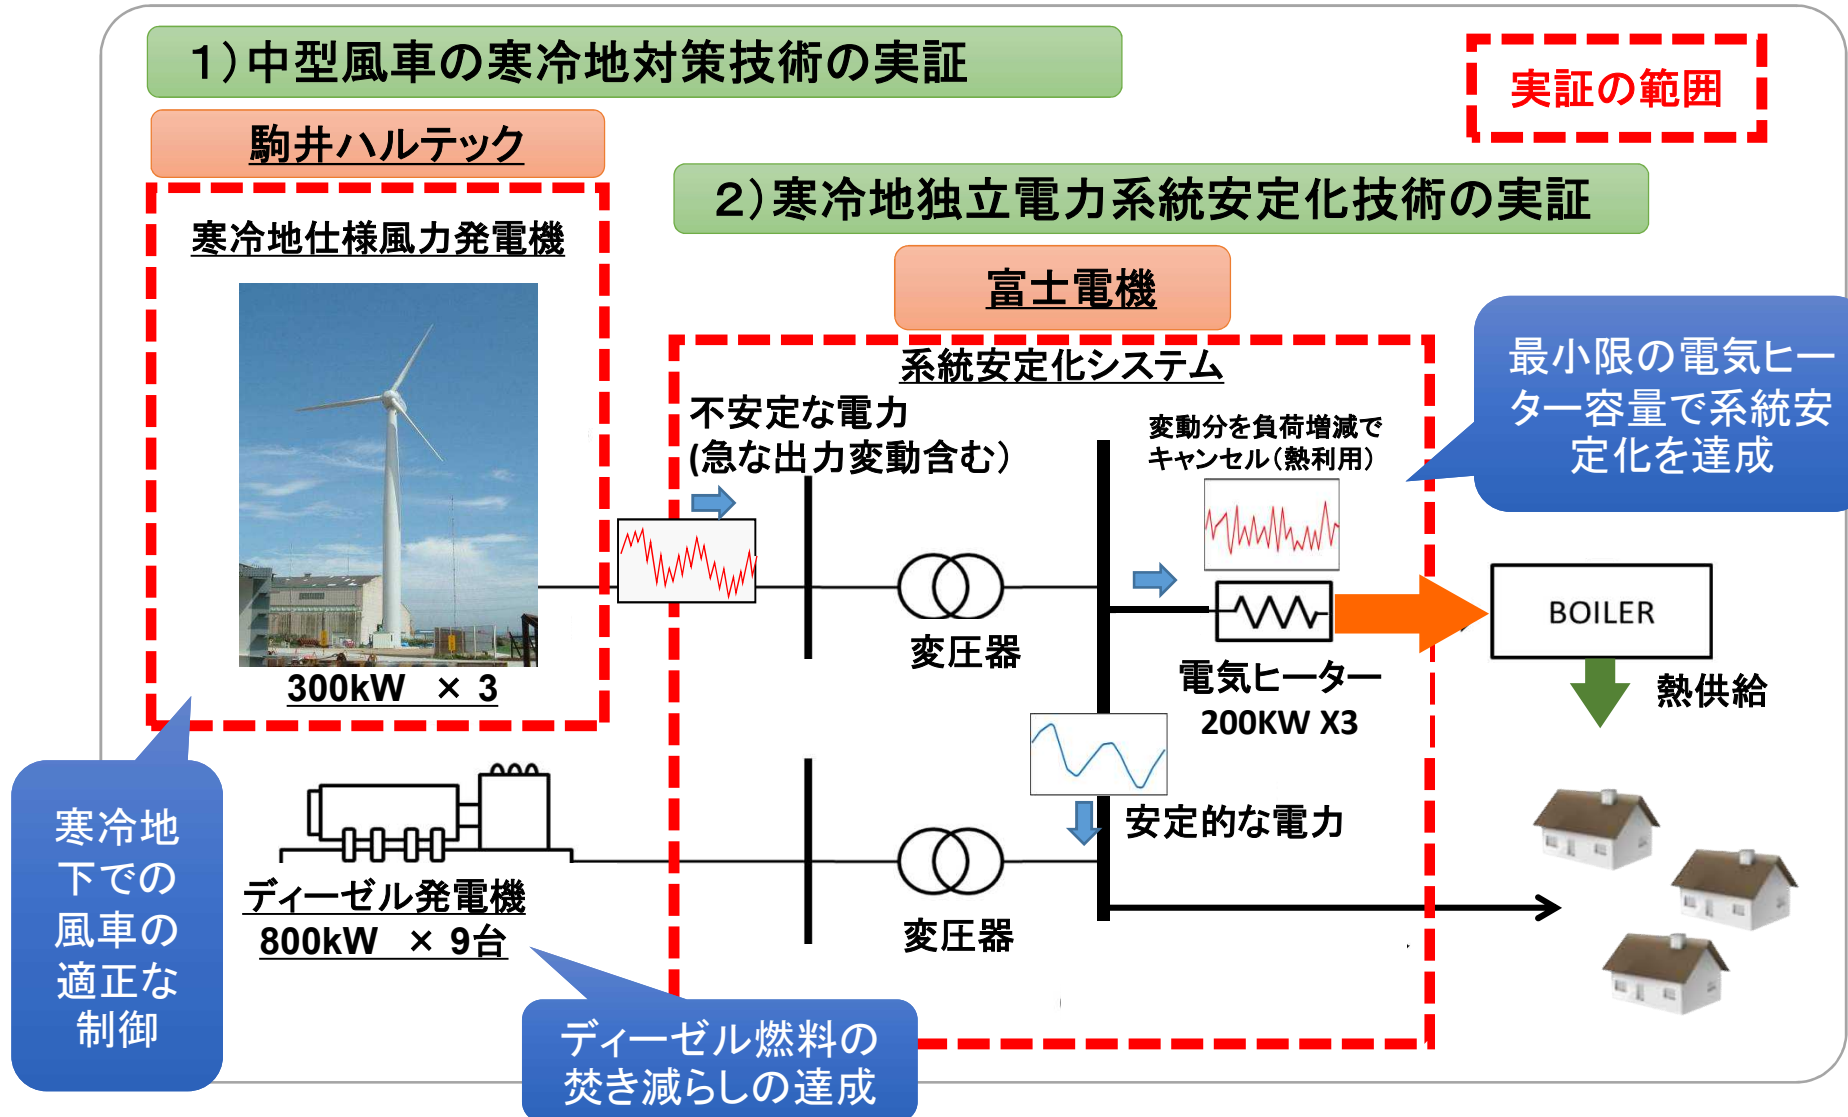 1)中型風車の寒冷地対策技術の実証
実証の範囲
駒井ハルテック
2)寒冷地独立電力系統安定化技術の実証
寒冷地仕様風力発電機
富士電機
系統安定化システム
最小限の電気ヒー
ター容量で系統安
定化を達成
不安定な電力
(急な出力変動含む)
変動分を負荷増減で
キャンセル(熱利用)
変圧器
BOILER
電気ヒーター
200KW X3
熱供給
300kW × 3
安定的な電力
寒冷地
下での
風車の
適正な
制御
ディーゼル発電機
800kW × 9台
変圧器
ディーゼル燃料の
焚き減らしの達成